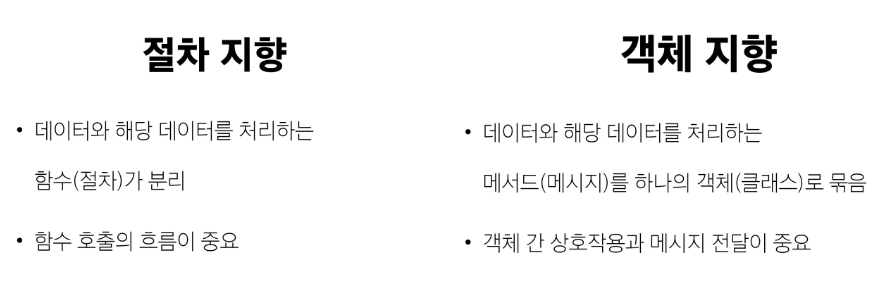 절차 지향
• 데이터와 해당 데이터를 처리하는
함수(절차)가 분리
• 함수 호출의 흐름이 중요
객체 지향
• 데이터와 해당 데이터를 처리하는
메서드(메시지)를 하나의 객체(클래스)로 묶음
• 객체 간 상호작용과 메시지 전달이 중요